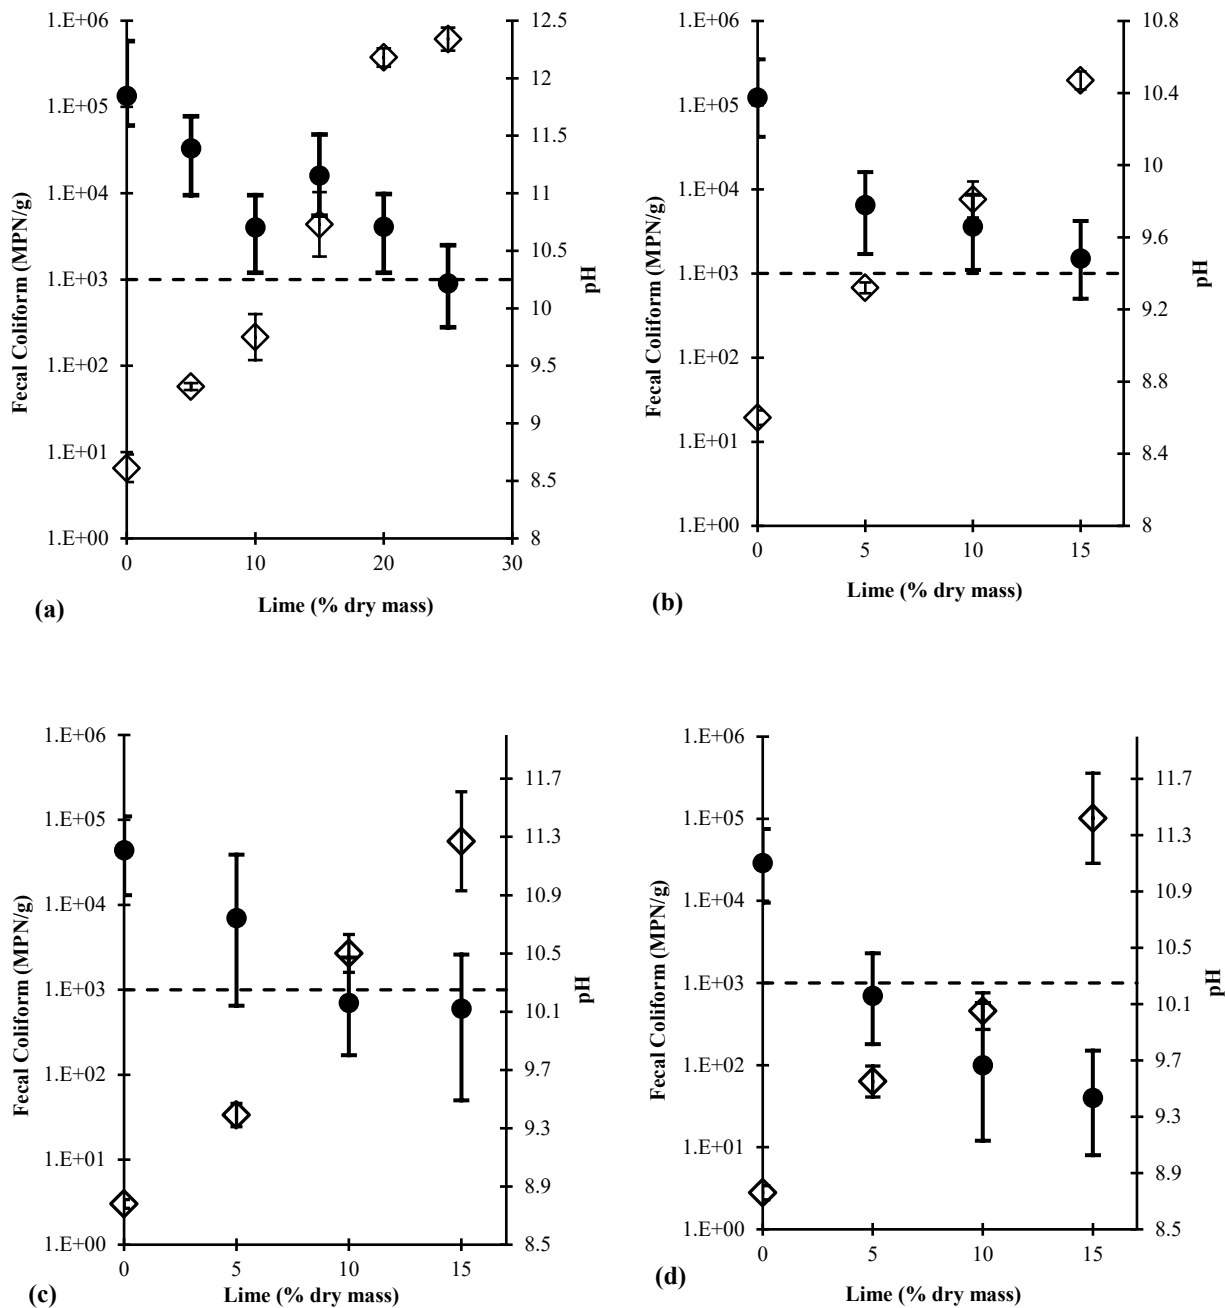 1.E+06
1.E+05
1.E+04
1.E+03
1.E+02
1.E+01
1.E+00
Fecal Coliform (MPN/g)
12.5
12
11.5
11
10.5
10
9.5
9
8.5
8
pH
0 10 20 30
Lime (% dry mass)
(a)
1.E+06
1.E+05
1.E+04
1.E+03
1.E+02
1.E+01
1.E+00
Fecal Coliform (MPN/g)
10.8
10.4
10
9.6
9.2
8.8
8.4
8
pH
0 5 10 15
Lime (% dry mass)
(b)
1.E+06
1.E+05
1.E+04
1.E+03
1.E+02
1.E+01
1.E+00
Fecal Coliform (MPN/g)
11.7
11.3
10.9
10.5
10.1
9.7
9.3
8.9
8.5
pH
0 5 10 15
Lime (% dry mass)
(c)
1.E+06
1.E+05
1.E+04
1.E+03
1.E+02
1.E+01
1.E+00
Fecal Coliform (MPN/g)
11.7
11.3
10.9
10.5
10.1
9.7
9.3
8.9
8.5
pH
0 5 10 15
Lime (% dry mass)
(d)